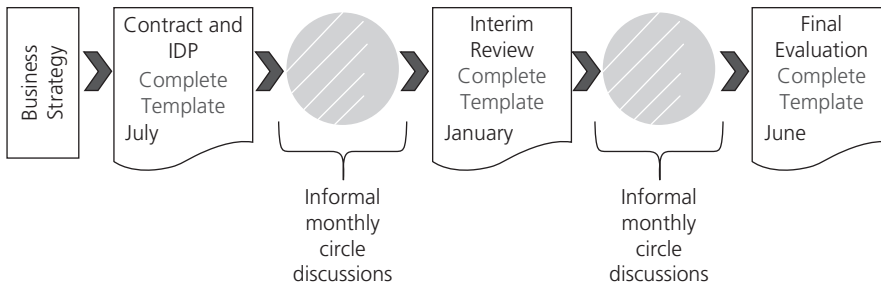 Business
Strategy
Contract and
IDP
Complete
Template
July
Informal
monthly
circle
discussions
Interim
Review
Complete
Template
January
Informal
monthly
circle
discussions
Final
Evaluation
Complete
Template
June